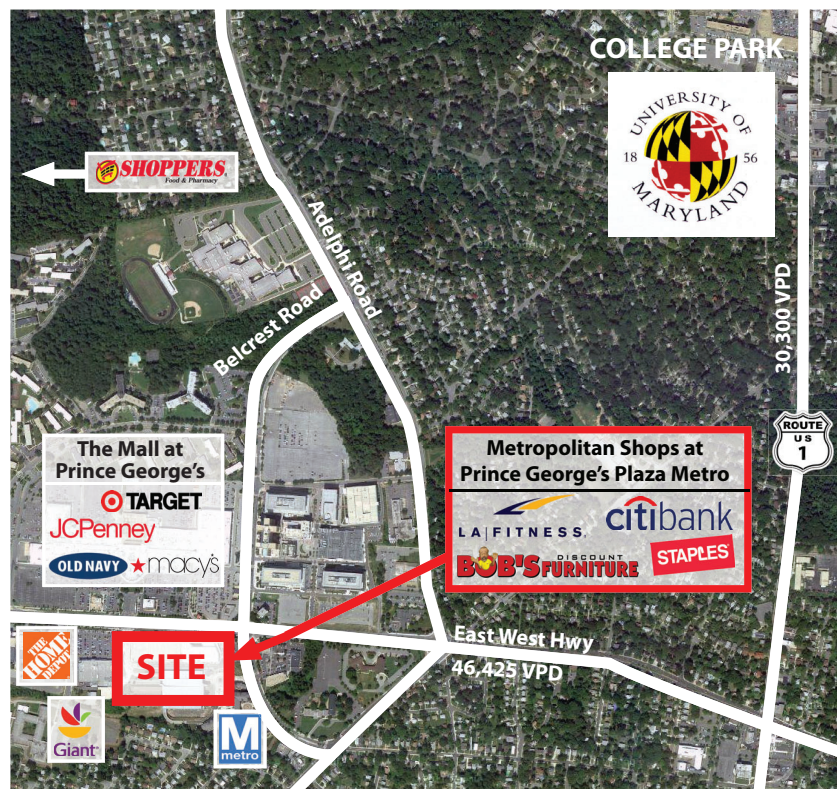 COLLEGE PARK
UNIVERSITY OF
18 56
MARYLAND
SHOPPERS
Food & Pharmacy
Adelphi Road
Belcrest Road
30,300 VPD
ROUTE
US
1
The Mall at
Prince George's
TARGET
JCPenney
OLD NAVY macy's
Metropolitan Shops at
Prince George's Plaza Metro
LA|FITNESS. citibank
BOB'S DISCOUNT FURNITURE STAPLES
East West Hwy
46,425 VPD
THE
HOME
DEPOT
SITE
Giant
M
metro